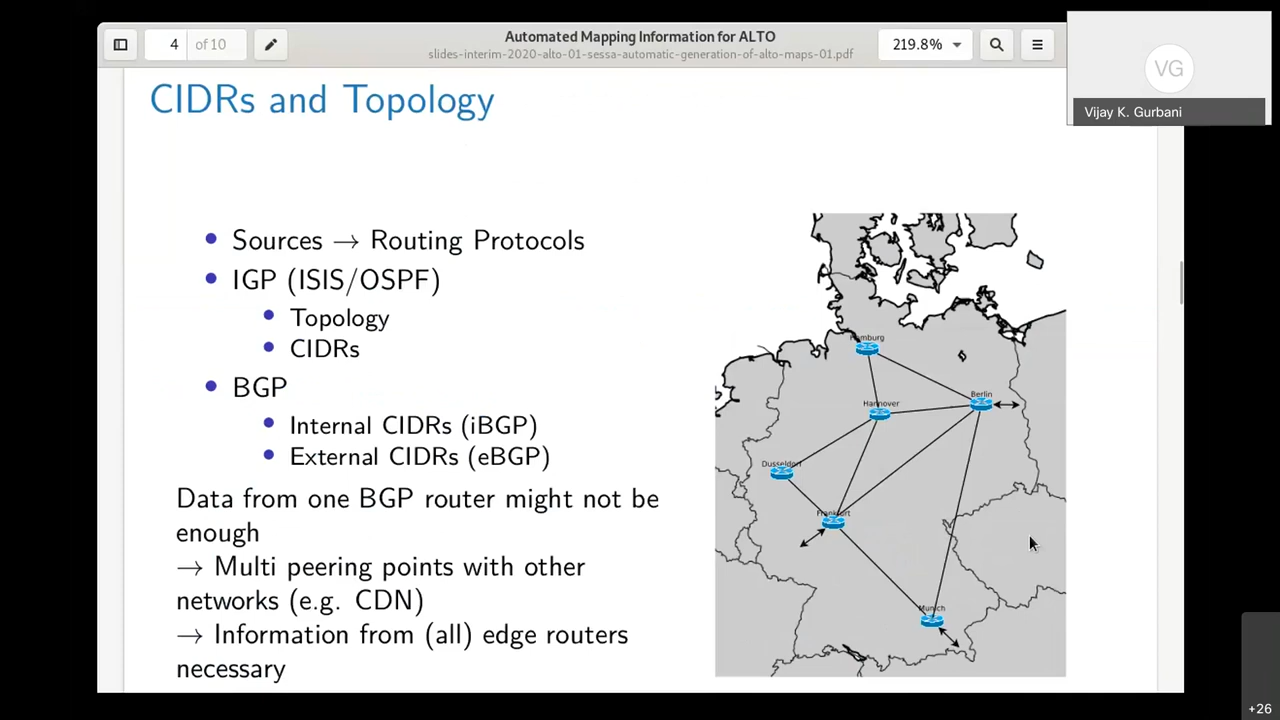 4 of 10
Automated Mapping Information for ALTO
slides-interim-2020-alto-01-sessa-automatic-generation-of-alto-maps-01.pdf
219.8%
VG
Vijay K. Gurbani
CIDRs and Topology
• Sources → Routing Protocols
• IGP (ISIS/OSPF)
• Topology
• CIDRs
• BGP
• Internal CIDRs (iBGP)
• External CIDRs (eBGP)
Data from one BGP router might not be
enough
→ Multi peering points with other
networks (e.g. CDN)
→ Information from (all) edge routers
necessary
Hamburg
Berlin
Hannover
Dusseldorf
Frankfurt
Munich
+26